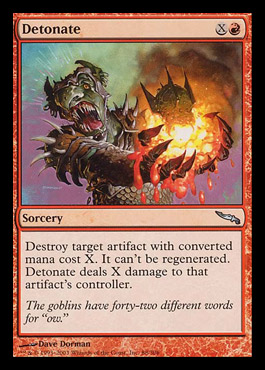 Detonate X
Sorcery
Destroy target artifact with converted
mana cost X. It can't be regenerated.
Detonate deals X damage to that
artifact's controller.
The goblins have forty-two different words
for "ow."
Dave Dorman